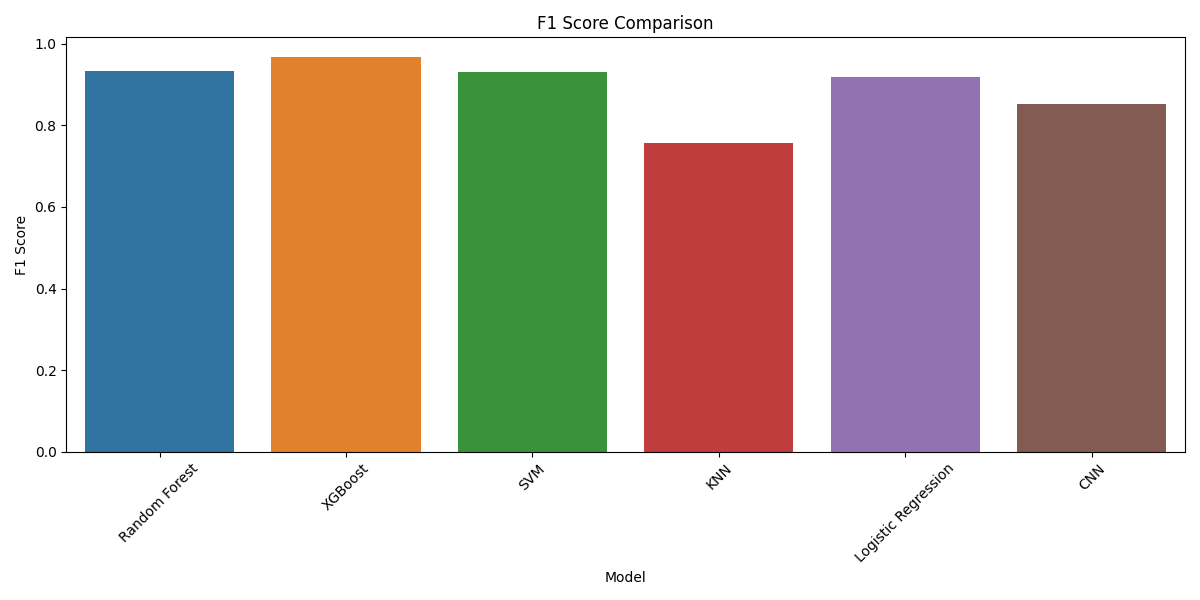 F1 Score Comparison
F1 Score
1.0
0.8
0.6
0.4
0.2
0.0
Random Forest
XGBoost
SVM
KNN
Logistic Regression
CNN
Model